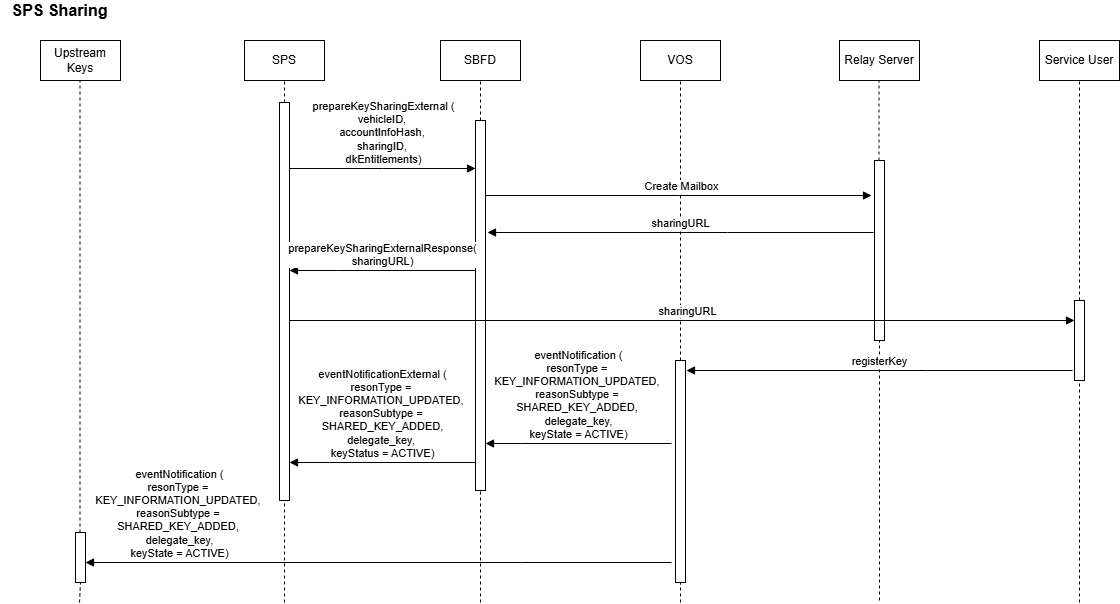 SPS Sharing
Upstream
Keys
SPS
SBFD
VOS
Relay Server
Service User
prepareKeySharingExternal (
vehicleID,
accountInfoHash,
sharingID,
dkEntitlements)
Create Mailbox
sharingURL
prepareKeySharingExternalResponse(
sharingURL)
sharingURL
registerKey
eventNotification (
resonType =
KEY_INFORMATION_UPDATED,
reasonSubtype =
SHARED_KEY_ADDED,
delegate_key,
keyState = ACTIVE)
eventNotificationExternal (
resonType =
KEY_INFORMATION_UPDATED,
reasonSubtype =
SHARED_KEY_ADDED,
delegate_key,
keyStatus = ACTIVE)
eventNotification (
resonType =
KEY_INFORMATION_UPDATED,
reasonSubtype =
SHARED_KEY_ADDED,
delegate_key,
keyState = ACTIVE)